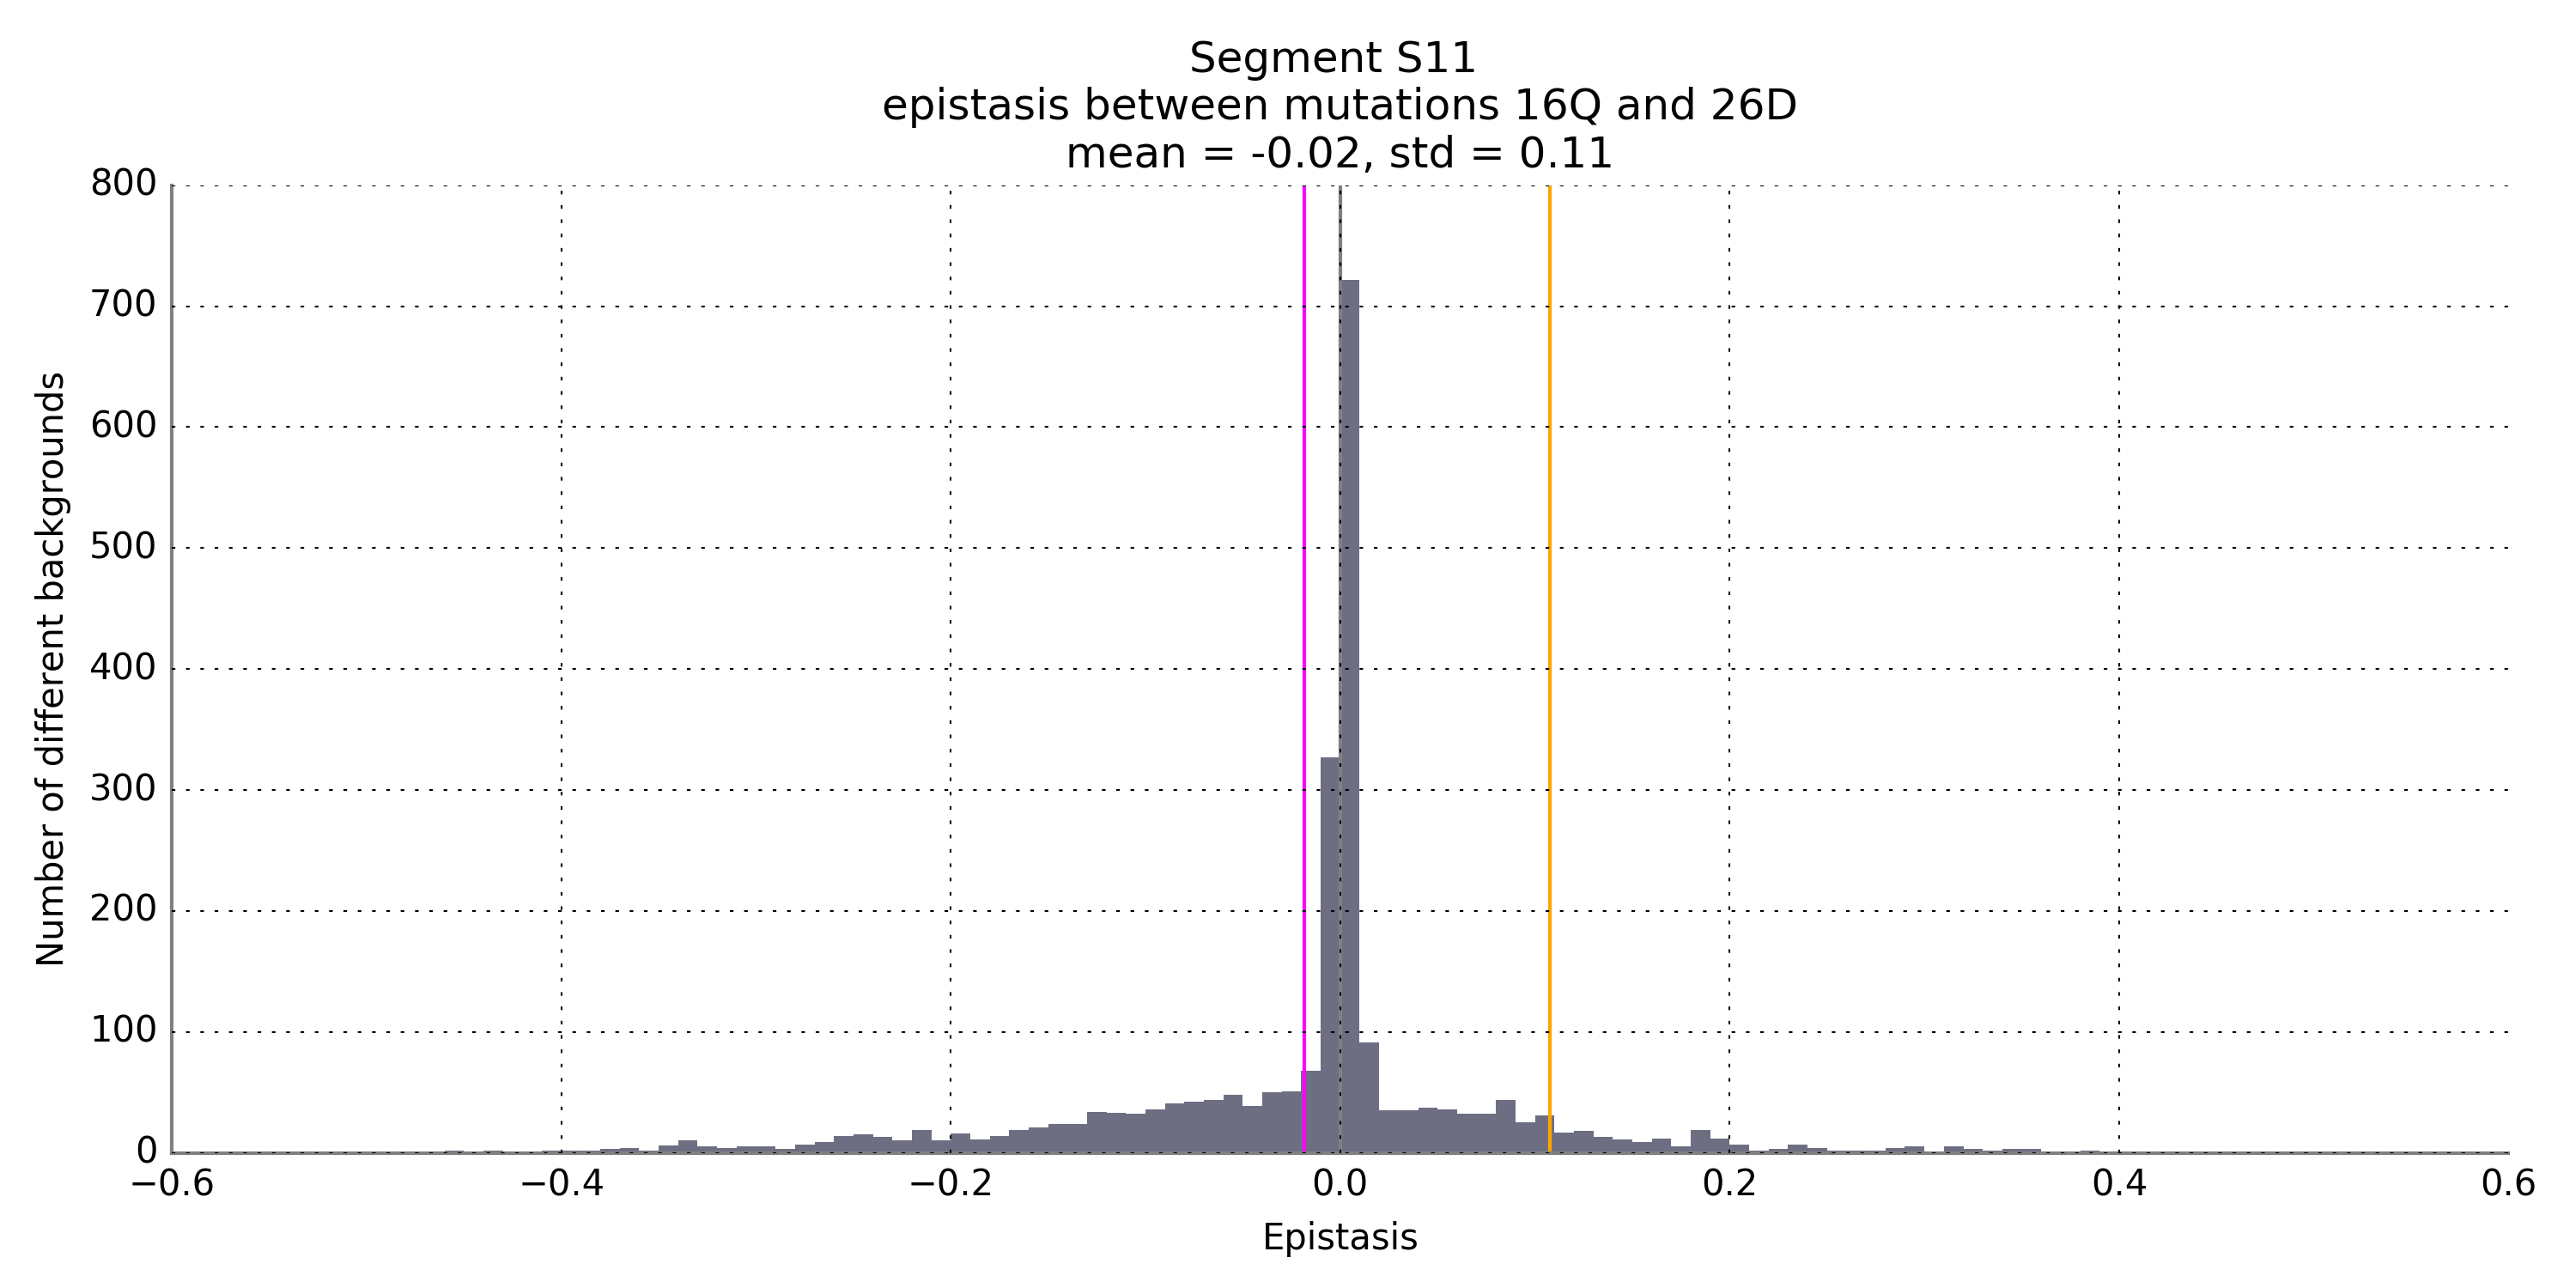 Segment S11
epistasis between mutations 16Q and 26D
mean = -0.02, std = 0.11
800
700
600
500
400
300
200
100
0
Number of different backgrounds
−0.6 −0.4 −0.2 0.0 0.2 0.4 0.6
Epistasis